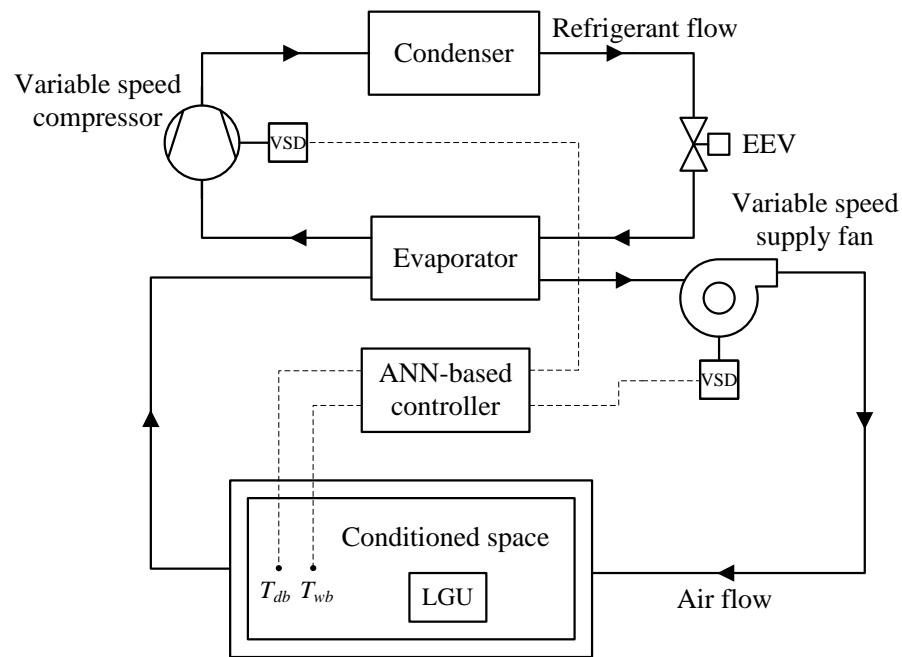 Refrigerant flow
Condenser
Variable speed
compressor
VSD
EEV
Variable speed
supply fan
Evaporator
ANN-based
controller
VSD
Conditioned space
T_db T_wb
LGU
Air flow